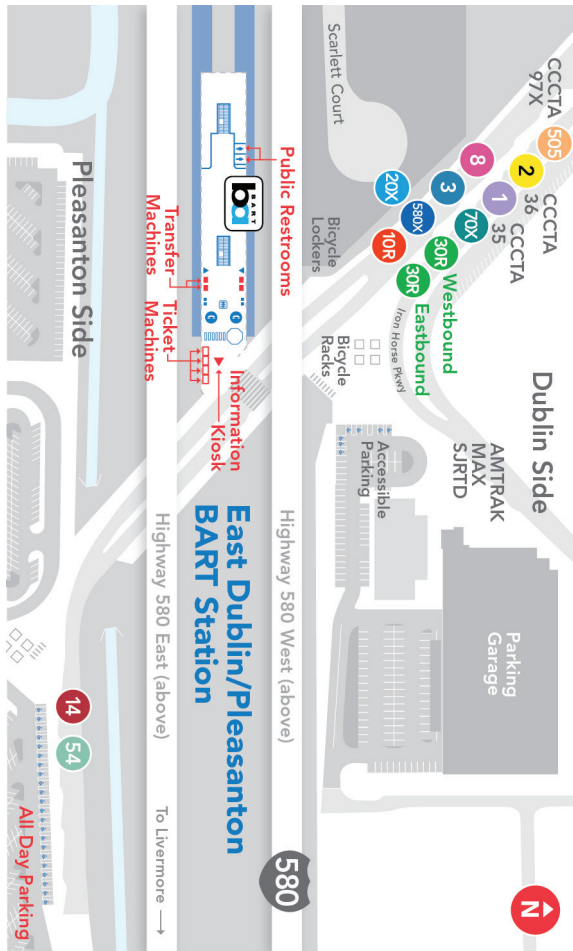 Scarlett Court
CCCTA
97X
505
2
CCCTA
36
8
1
CCCTA
35
3
70X
20X
580X
30R
Westbound
10R
30R
Eastbound
Bicycle
Lockers
Iron Horse Pkwy
Bicycle
Racks
Dublin Side
AMTRAK
MAX
SJRTD
Accessible
Parking
Parking
Garage
N
Public Restrooms
BART
ba
Transfer
Machines
Ticket
Machines
Information
Kiosk
East Dublin/Pleasanton
BART Station
Highway 580 West (above)
580
Highway 580 East (above)
To Livermore
Pleasanton Side
14
54
All Day Parking